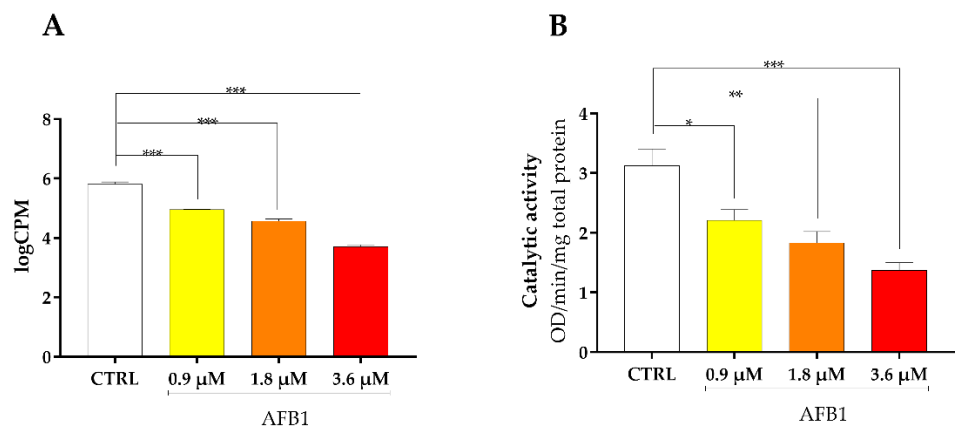 A
***
***
***
logCPM
8
6
4
2
0
CTRL 0.9 µM 1.8 µM 3.6 µM
AFB1
B
***
**
*
Catalytic activity
OD/min/mg total protein
4
3
2
1
0
CTRL 0.9 µM 1.8 µM 3.6 µM
AFB1